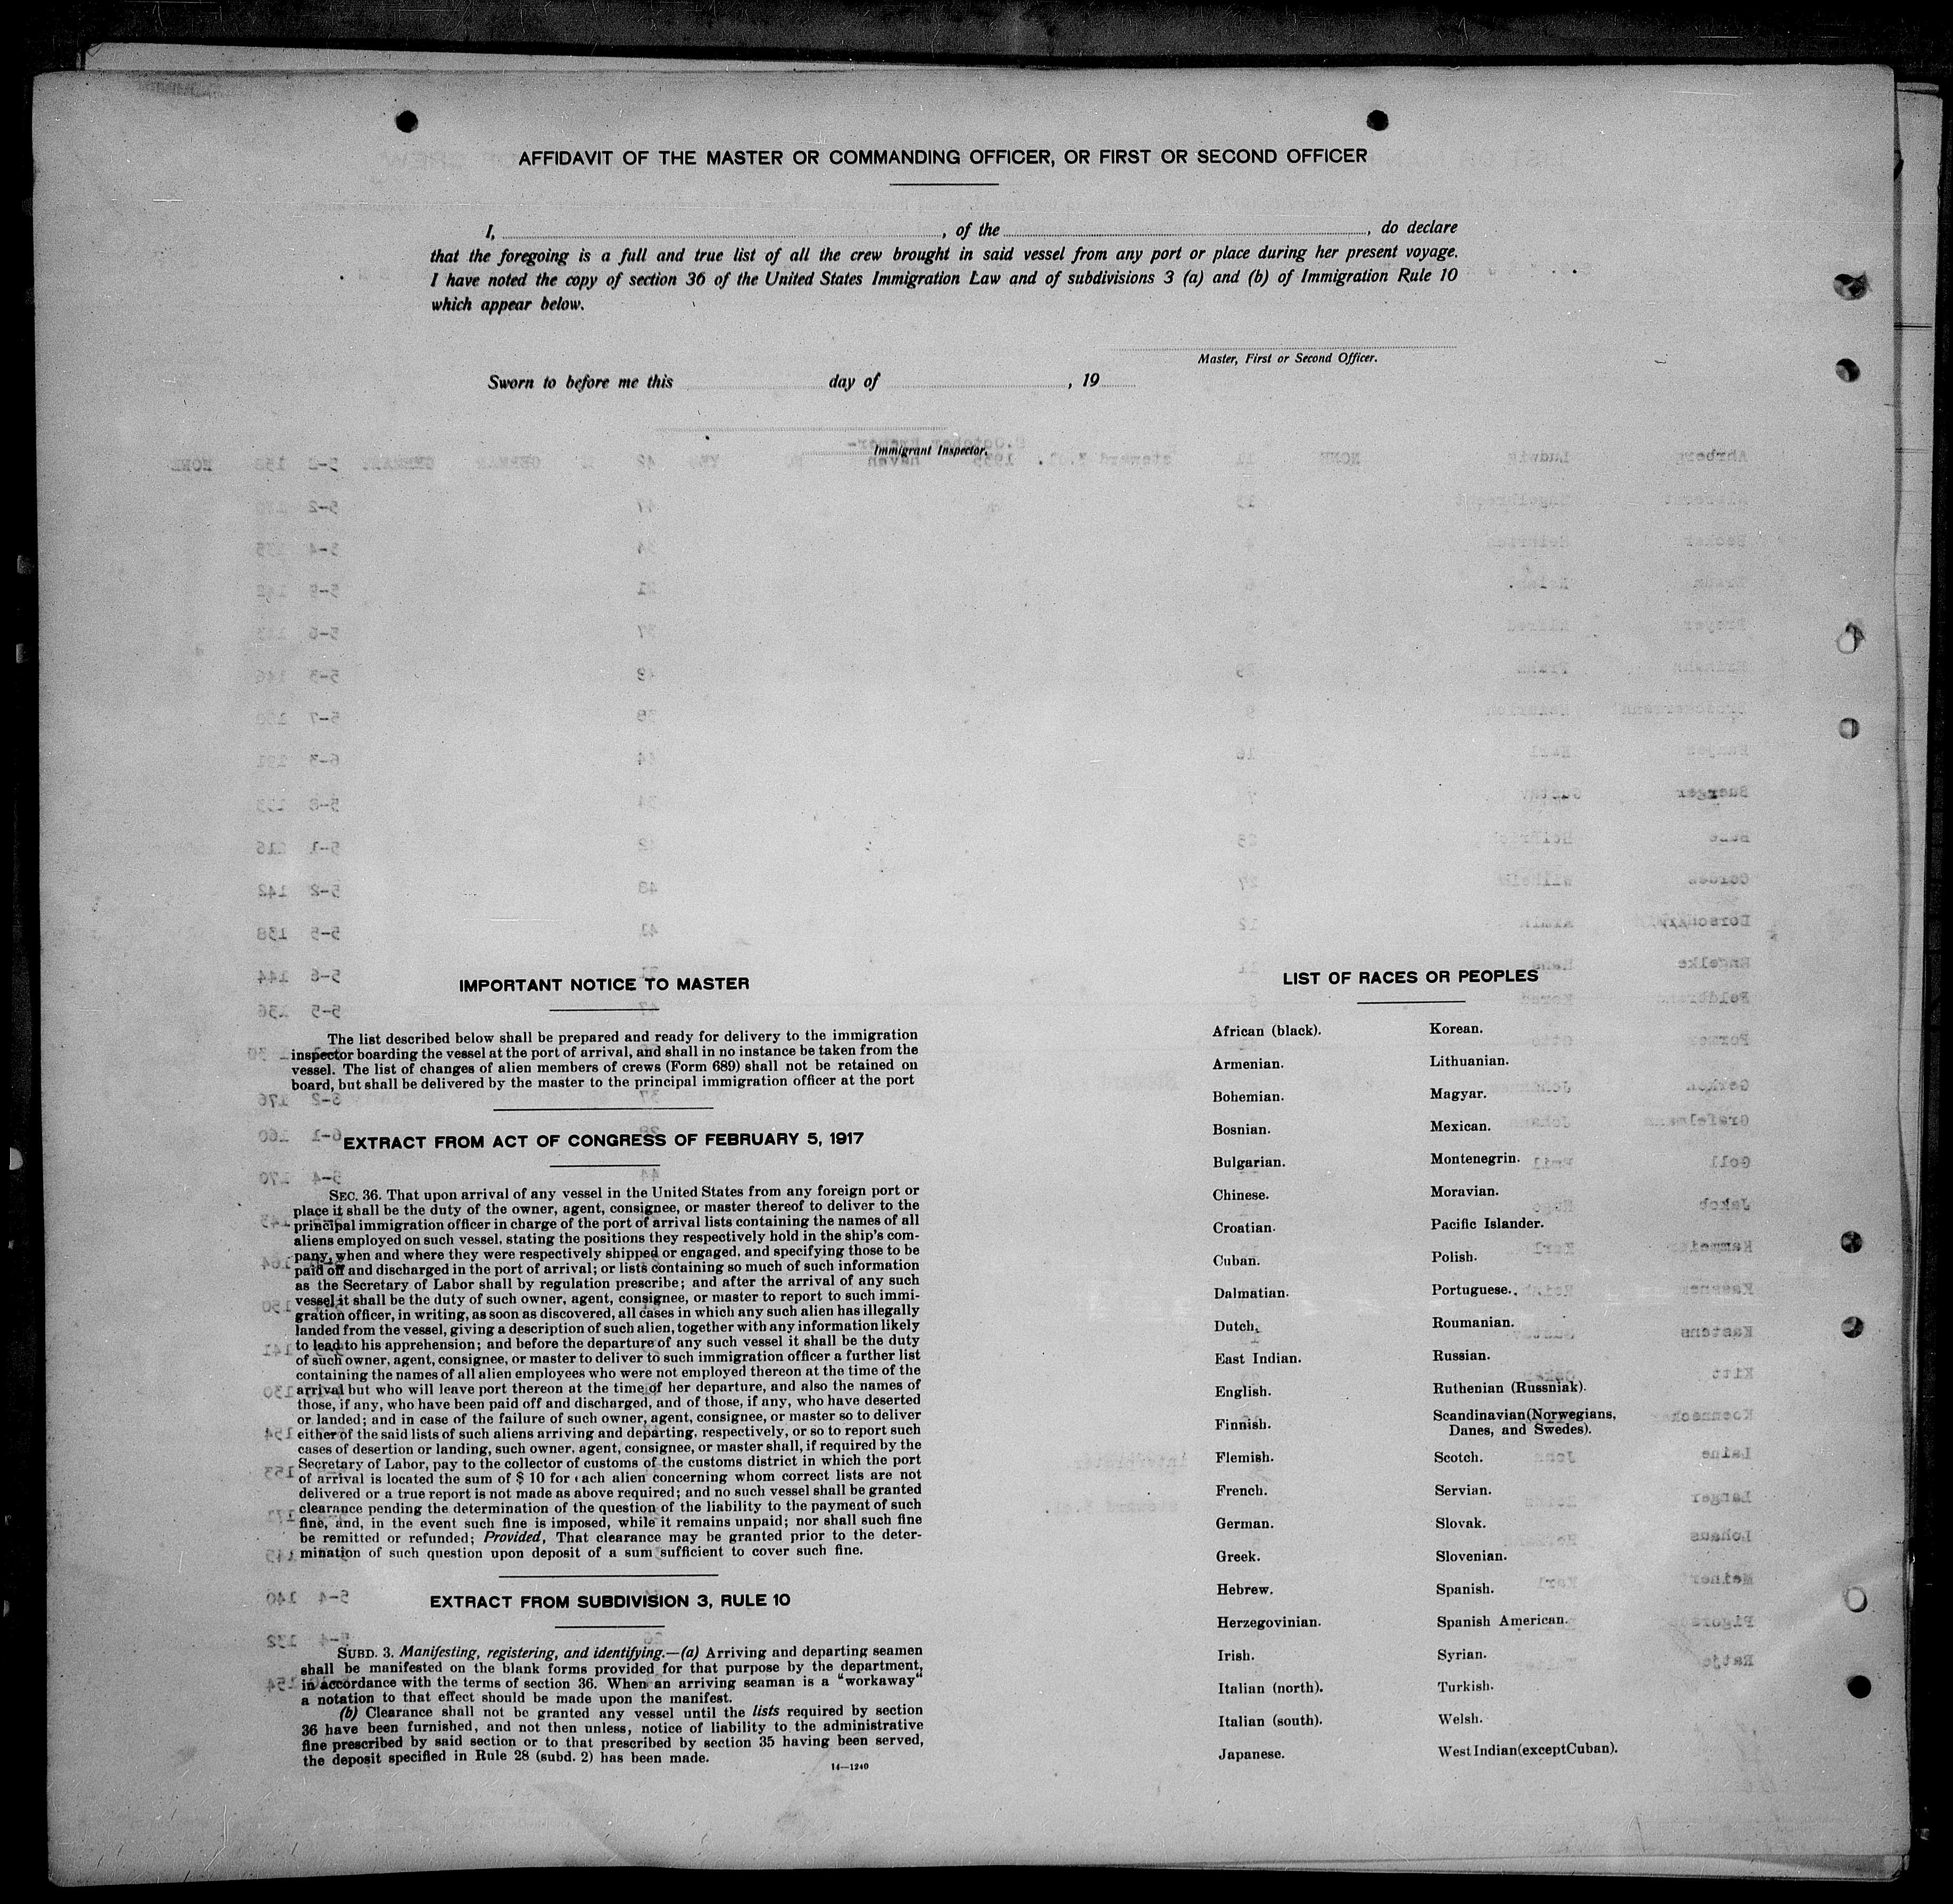 AFFIDAVIT OF THE MASTER OR COMMANDING OFFICER, OR FIRST OR SECOND OFFICER
I, , of the , do declare
that the foregoing is a full and true list of all the crew brought in said vessel from any port or place during her present voyage.
I have noted the copy of section 36 of the United States Immigration Law and of subdivisions 3 (a) and (b) of Immigration Rule 10
which appear below.
Master, First or Second Officer.
Sworn to before me this day of , 19
Immigrant Inspector.
IMPORTANT NOTICE TO MASTER
The list described below shall be prepared and ready for delivery to the immigration
inspector boarding the vessel at the port of arrival, and shall in no instance be taken from the
vessel. The list of changes of alien members of crews (Form 689) shall not be retained on
board, but shall be delivered by the master to the principal immigration officer at the port
EXTRACT FROM ACT OF CONGRESS OF FEBRUARY 5, 1917
SEC. 36. That upon arrival of any vessel in the United States from any foreign port or
place it shall be the duty of the owner, agent, consignee, or master thereof to deliver to the
principal immigration officer in charge of the port of arrival lists containing the names of all
aliens employed on such vessel, stating the positions they respectively hold in the ship's com-
pany, when and where they were respectively shipped or engaged, and specifying those to be
paid off and discharged in the port of arrival; or lists containing so much of such information
as the Secretary of Labor shall by regulation prescribe; and after the arrival of any such
vessel it shall be the duty of such owner, agent, consignee, or master to report to such immi-
gration officer, in writing, as soon as discovered, all cases in which any such alien has illegally
landed from the vessel, giving a description of such alien, together with any information likely
to lead to his apprehension; and before the departure of any such vessel it shall be the duty
of such owner, agent, consignee, or master to deliver to such immigration officer a further list
containing the names of all alien employees who were not employed thereon at the time of the
arrival but who will leave port thereon at the time of her departure, and also the names of
those, if any, who have been paid off and discharged, and of those, if any, who have deserted
or landed; and in case of the failure of such owner, agent, consignee, or master so to deliver
either of the said lists of such aliens arriving and departing, respectively, or so to report such
cases of desertion or landing, such owner, agent, consignee, or master shall, if required by the
Secretary of Labor, pay to the collector of customs of the customs district in which the port
of arrival is located the sum of $ 10 for each alien concerning whom correct lists are not
delivered or a true report is not made as above required; and no such vessel shall be granted
clearance pending the determination of the question of the liability to the payment of such
fine, and, in the event such fine is imposed, while it remains unpaid; nor shall such fine
be remitted or refunded; Provided, That clearance may be granted prior to the deter-
mination of such question upon deposit of a sum sufficient to cover such fine.
EXTRACT FROM SUBDIVISION 3, RULE 10
SUBD. 3. Manifesting, registering, and identifying.—(a) Arriving and departing seamen
shall be manifested on the blank forms provided for that purpose by the department,
in accordance with the terms of section 36. When an arriving seaman is a "workaway"
a notation to that effect should be made upon the manifest.
(b) Clearance shall not be granted any vessel until the lists required by section
36 have been furnished, and not then unless, notice of liability to the administrative
fine prescribed by said section or to that prescribed by section 35 having been served,
the deposit specified in Rule 28 (subd. 2) has been made.
14—1240
LIST OF RACES OR PEOPLES
African (black).
Armenian.
Bohemian.
Bosnian.
Bulgarian.
Chinese.
Croatian.
Cuban.
Dalmatian.
Dutch.
East Indian.
English.
Finnish.
Flemish.
French.
German.
Greek.
Hebrew.
Herzegovinian.
Irish.
Italian (north).
Italian (south).
Japanese.
Korean.
Lithuanian.
Magyar.
Mexican.
Montenegrin.
Moravian.
Pacific Islander.
Polish.
Portuguese.
Roumanian.
Russian.
Ruthenian (Russniak).
Scandinavian (Norwegians,
Danes, and Swedes).
Scotch.
Servian.
Slovak.
Slovenian.
Spanish.
Spanish American.
Syrian.
Turkish.
Welsh.
West Indian (except Cuban).